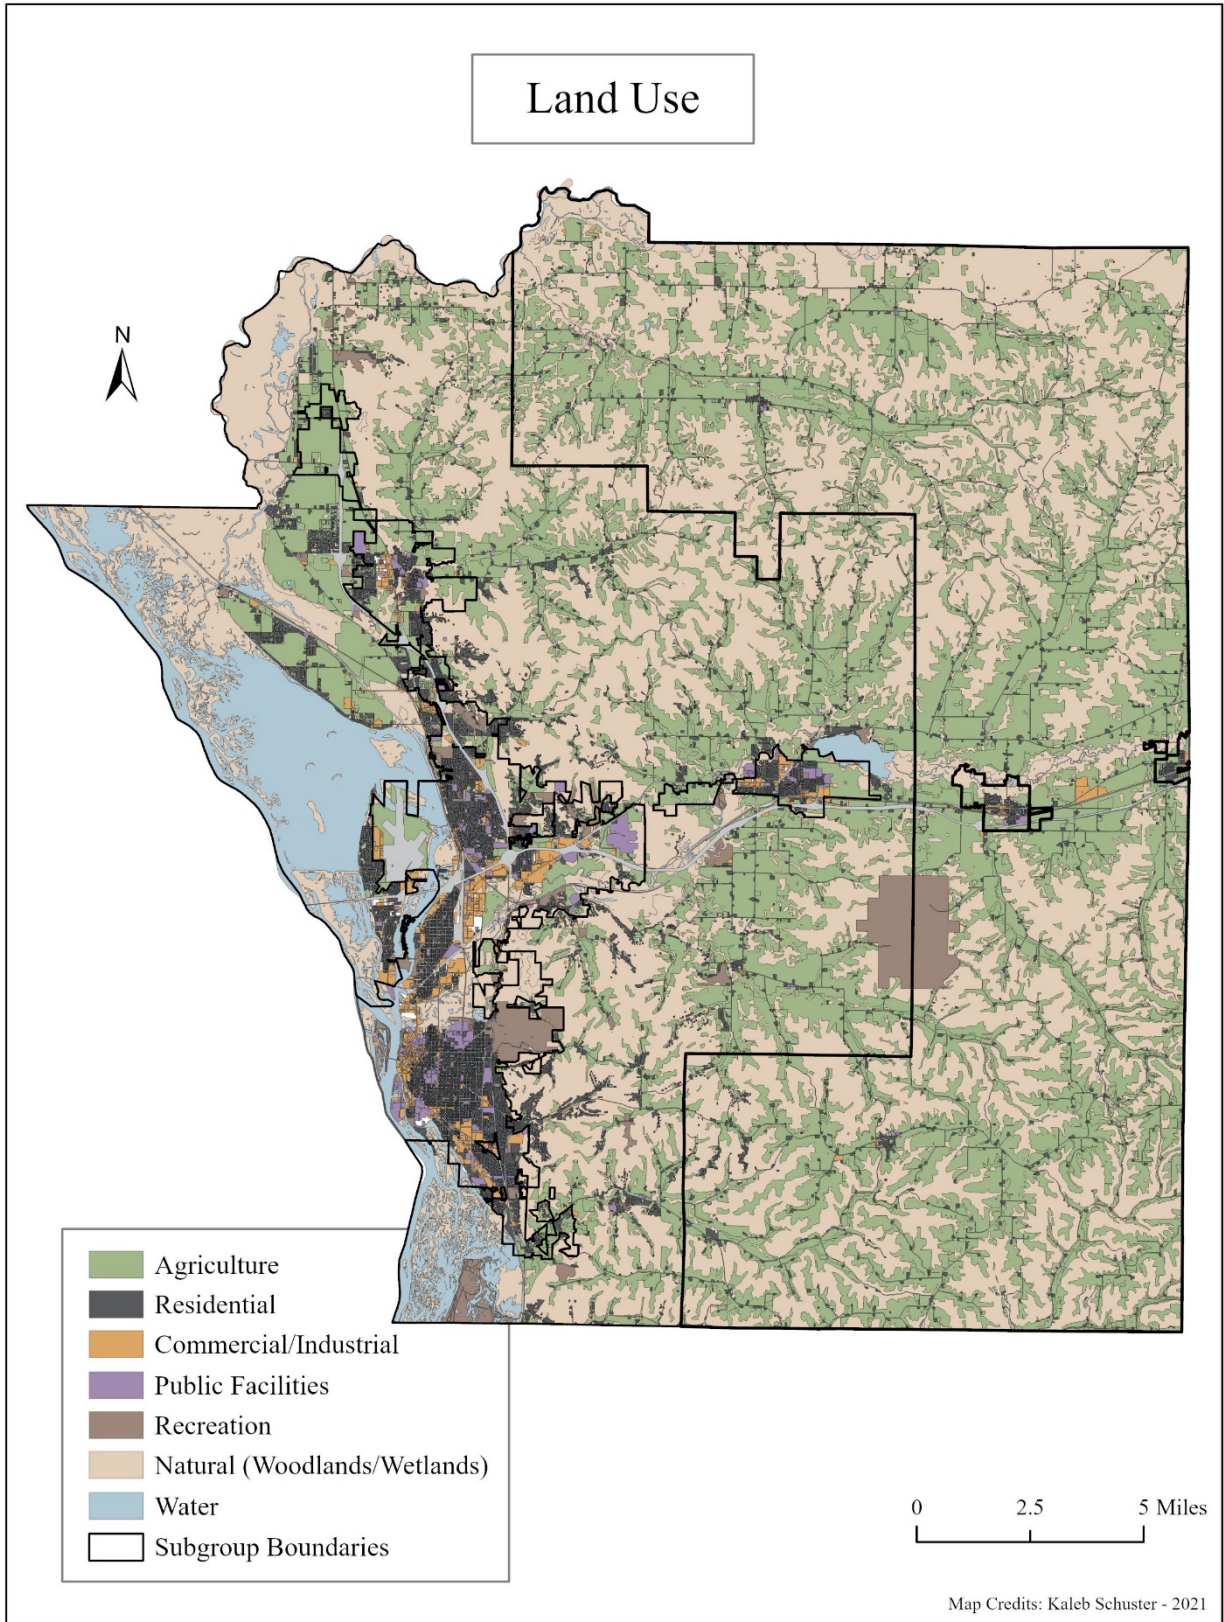 Land Use
N
Agriculture
Residential
Commercial/Industrial
Public Facilities
Recreation
Natural (Woodlands/Wetlands)
Water
Subgroup Boundaries
0 2.5 5 Miles
Map Credits: Kaleb Schuster - 2021